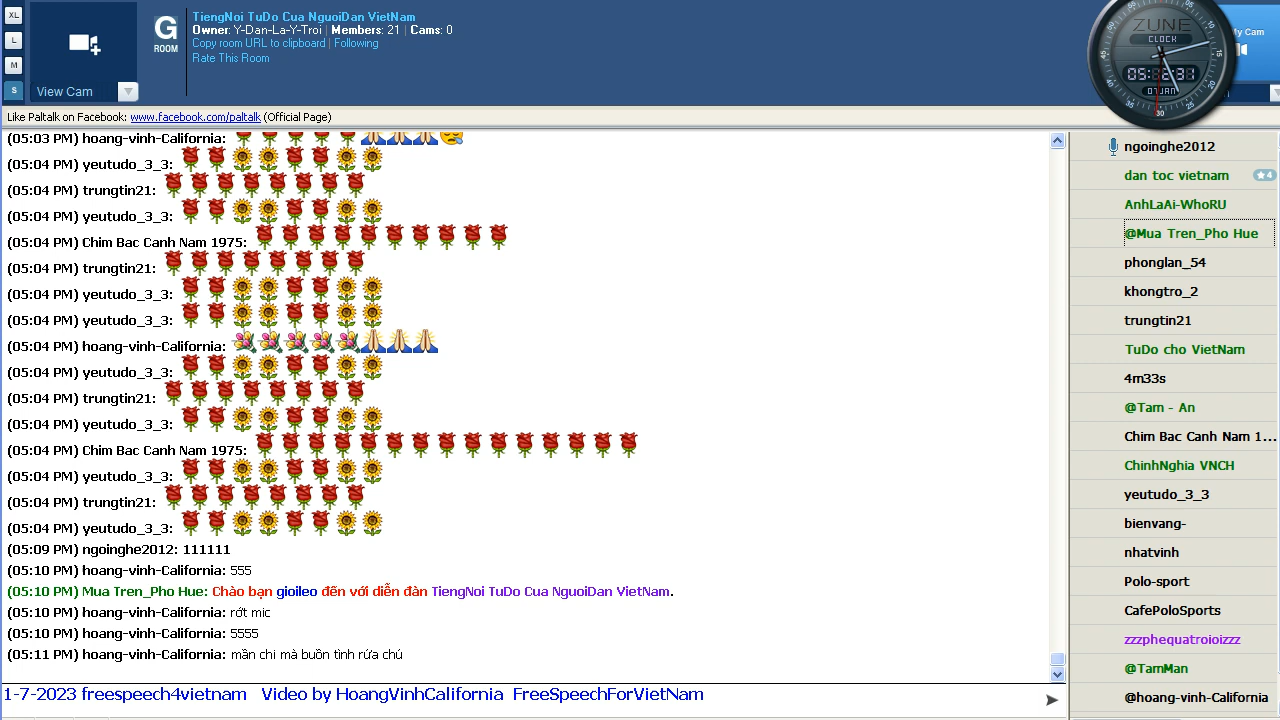 XL
L
M
S
View Cam
G
ROOM
TiengNoi TuDo Cua NguoiDan VietNam
Owner: Y-Dan-La-Y-Troi | Members: 21 | Cams: 0
Copy room URL to clipboard | Following
Rate This Room
ZUNE
CLOCK
07JAN
My Cam
Like Paltalk on Facebook: www.facebook.com/paltalk (Official Page)
(05:03 PM) hoang-vinh-California:
(05:04 PM) yeutudo_3_3:
(05:04 PM) trungtin21:
(05:04 PM) yeutudo_3_3:
(05:04 PM) Chim Bac Canh Nam 1975:
(05:04 PM) trungtin21:
(05:04 PM) yeutudo_3_3:
(05:04 PM) yeutudo_3_3:
(05:04 PM) hoang-vinh-California:
(05:04 PM) yeutudo_3_3:
(05:04 PM) trungtin21:
(05:04 PM) yeutudo_3_3:
(05:04 PM) Chim Bac Canh Nam 1975:
(05:04 PM) yeutudo_3_3:
(05:04 PM) trungtin21:
(05:04 PM) yeutudo_3_3:
(05:09 PM) ngoinghe2012: 111111
(05:10 PM) hoang-vinh-California: 555
(05:10 PM) Mua Tren_Pho Hue: Chào bạn gioileo đến với diễn đàn TiengNoi TuDo Cua NguoiDan VietNam.
(05:10 PM) hoang-vinh-California: rớt mic
(05:10 PM) hoang-vinh-California: 5555
(05:11 PM) hoang-vinh-California: mần chi mà buồn tình rứa chú
1-7-2023 freespeech4vietnam Video by HoangVinhCalifornia FreeSpeechForVietNam
ngoinghe2012
dan toc vietnam
4
AnhLaAi-WhoRU
@Mua Tren_Pho Hue
phonglan_54
khongtro_2
trungtin21
TuDo cho VietNam
4m33s
@Tam - An
Chim Bac Canh Nam 1...
ChinhNghia VNCH
yeutudo_3_3
bienvang-
nhatvinh
Polo-sport
CafePoloSports
zzzphequatroioizzz
@TamMan
@hoang-vinh-California